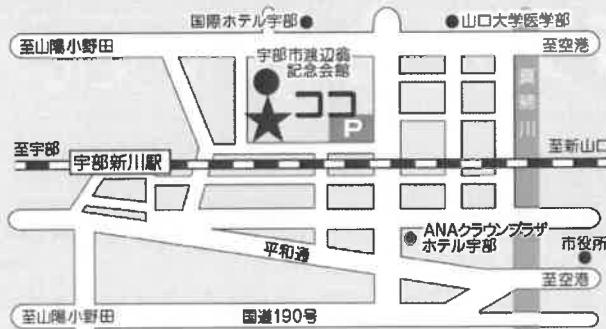 国際ホテル宇部
山口大学医学部
至山陽小野田
至空港
宇部市渡辺翁
記念会館
ココ
P
真締川
至宇部
宇部新川駅
至新山口
ANAクラウンプラザ
ホテル宇部
市役所
平和通
至空港
至山陽小野田
国道190号